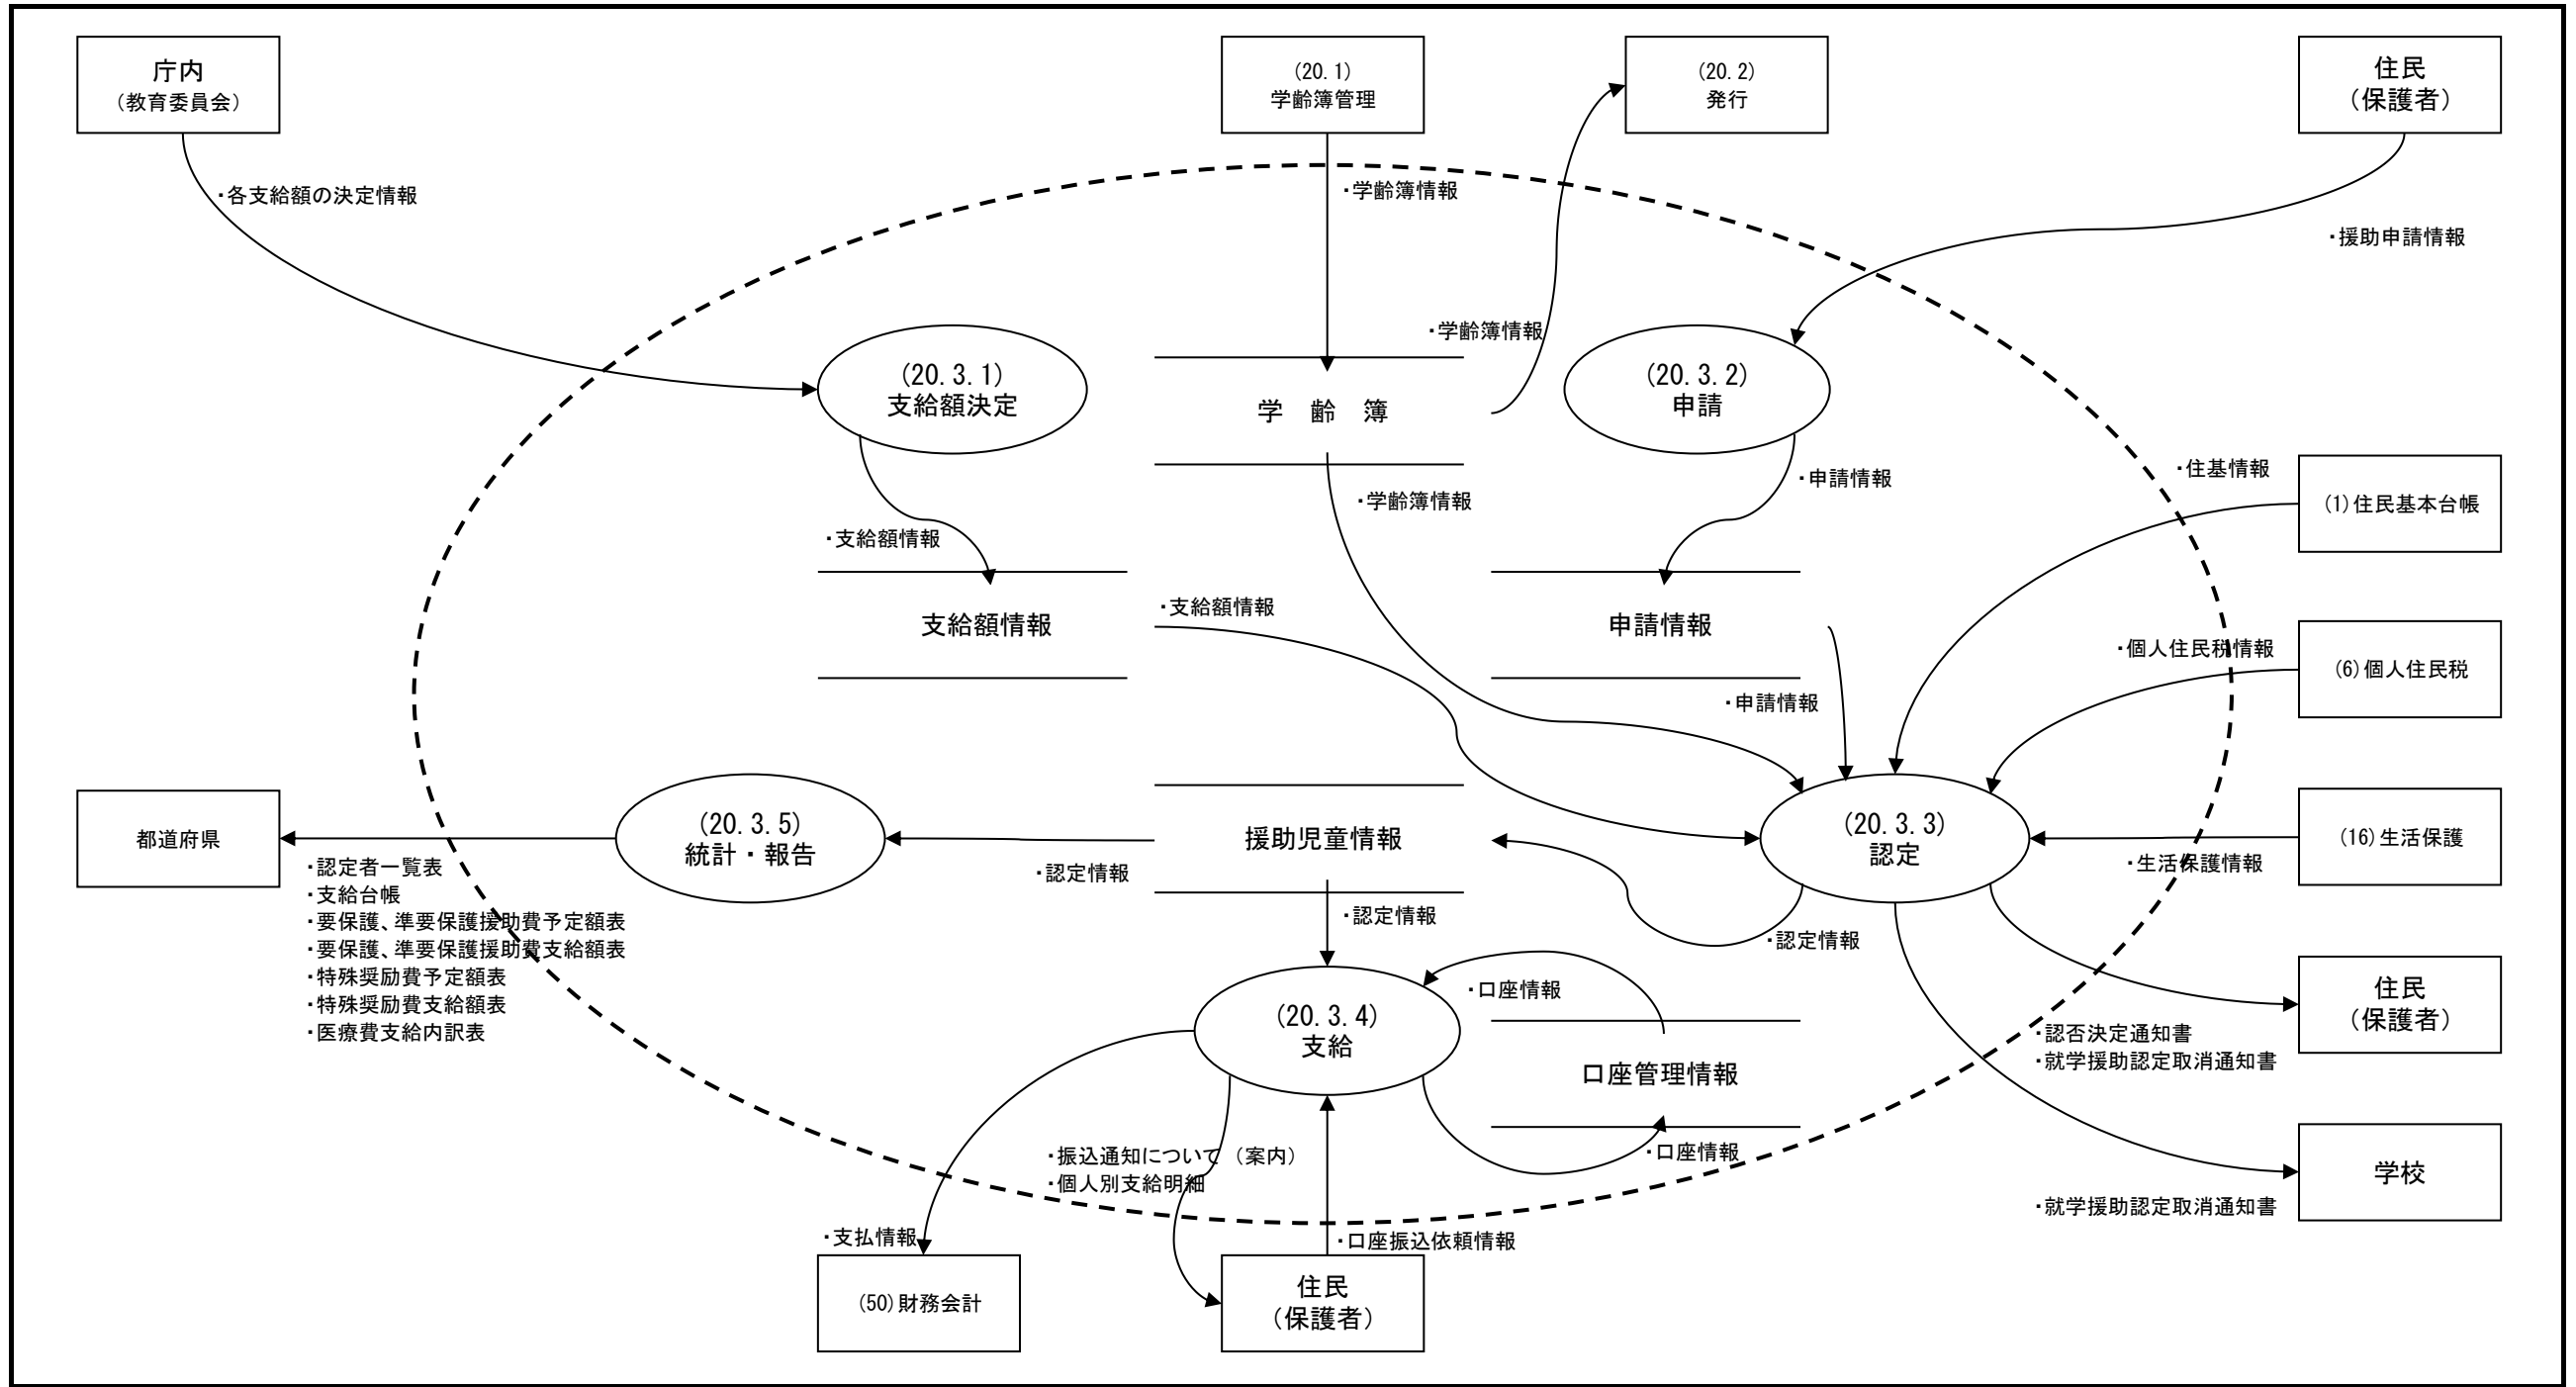 庁内
(教育委員会)
(20.1)
学齢簿管理
(20.2)
発行
住民
(保護者)
・各支給額の決定情報
・学齢簿情報
・援助申請情報
・学齢簿情報
(20.3.1)
支給額決定
学 齢 簿
(20.3.2)
申請
・住基情報
・申請情報
・学齢簿情報
(1)住民基本台帳
・支給額情報
・支給額情報
支給額情報
申請情報
・個人住民税情報
(6)個人住民税
・申請情報
都道府県
(20.3.5)
統計・報告
援助児童情報
(20.3.3)
認定
(16)生活保護
・生活保護情報
・認定情報
・認定者一覧表
・支給台帳
・要保護、準要保護援助費予定額表
・要保護、準要保護援助費支給額表
・特殊奨励費予定額表
・特殊奨励費支給額表
・医療費支給内訳表
・認定情報
・認定情報
・口座情報
(20.3.4)
支給
住民
(保護者)
・認否決定通知書
・就学援助認定取消通知書
口座管理情報
・振込通知について(案内)
・個人別支給明細
・口座情報
学校
・就学援助認定取消通知書
・支払情報
・口座振込依頼情報
(50)財務会計
住民
(保護者)